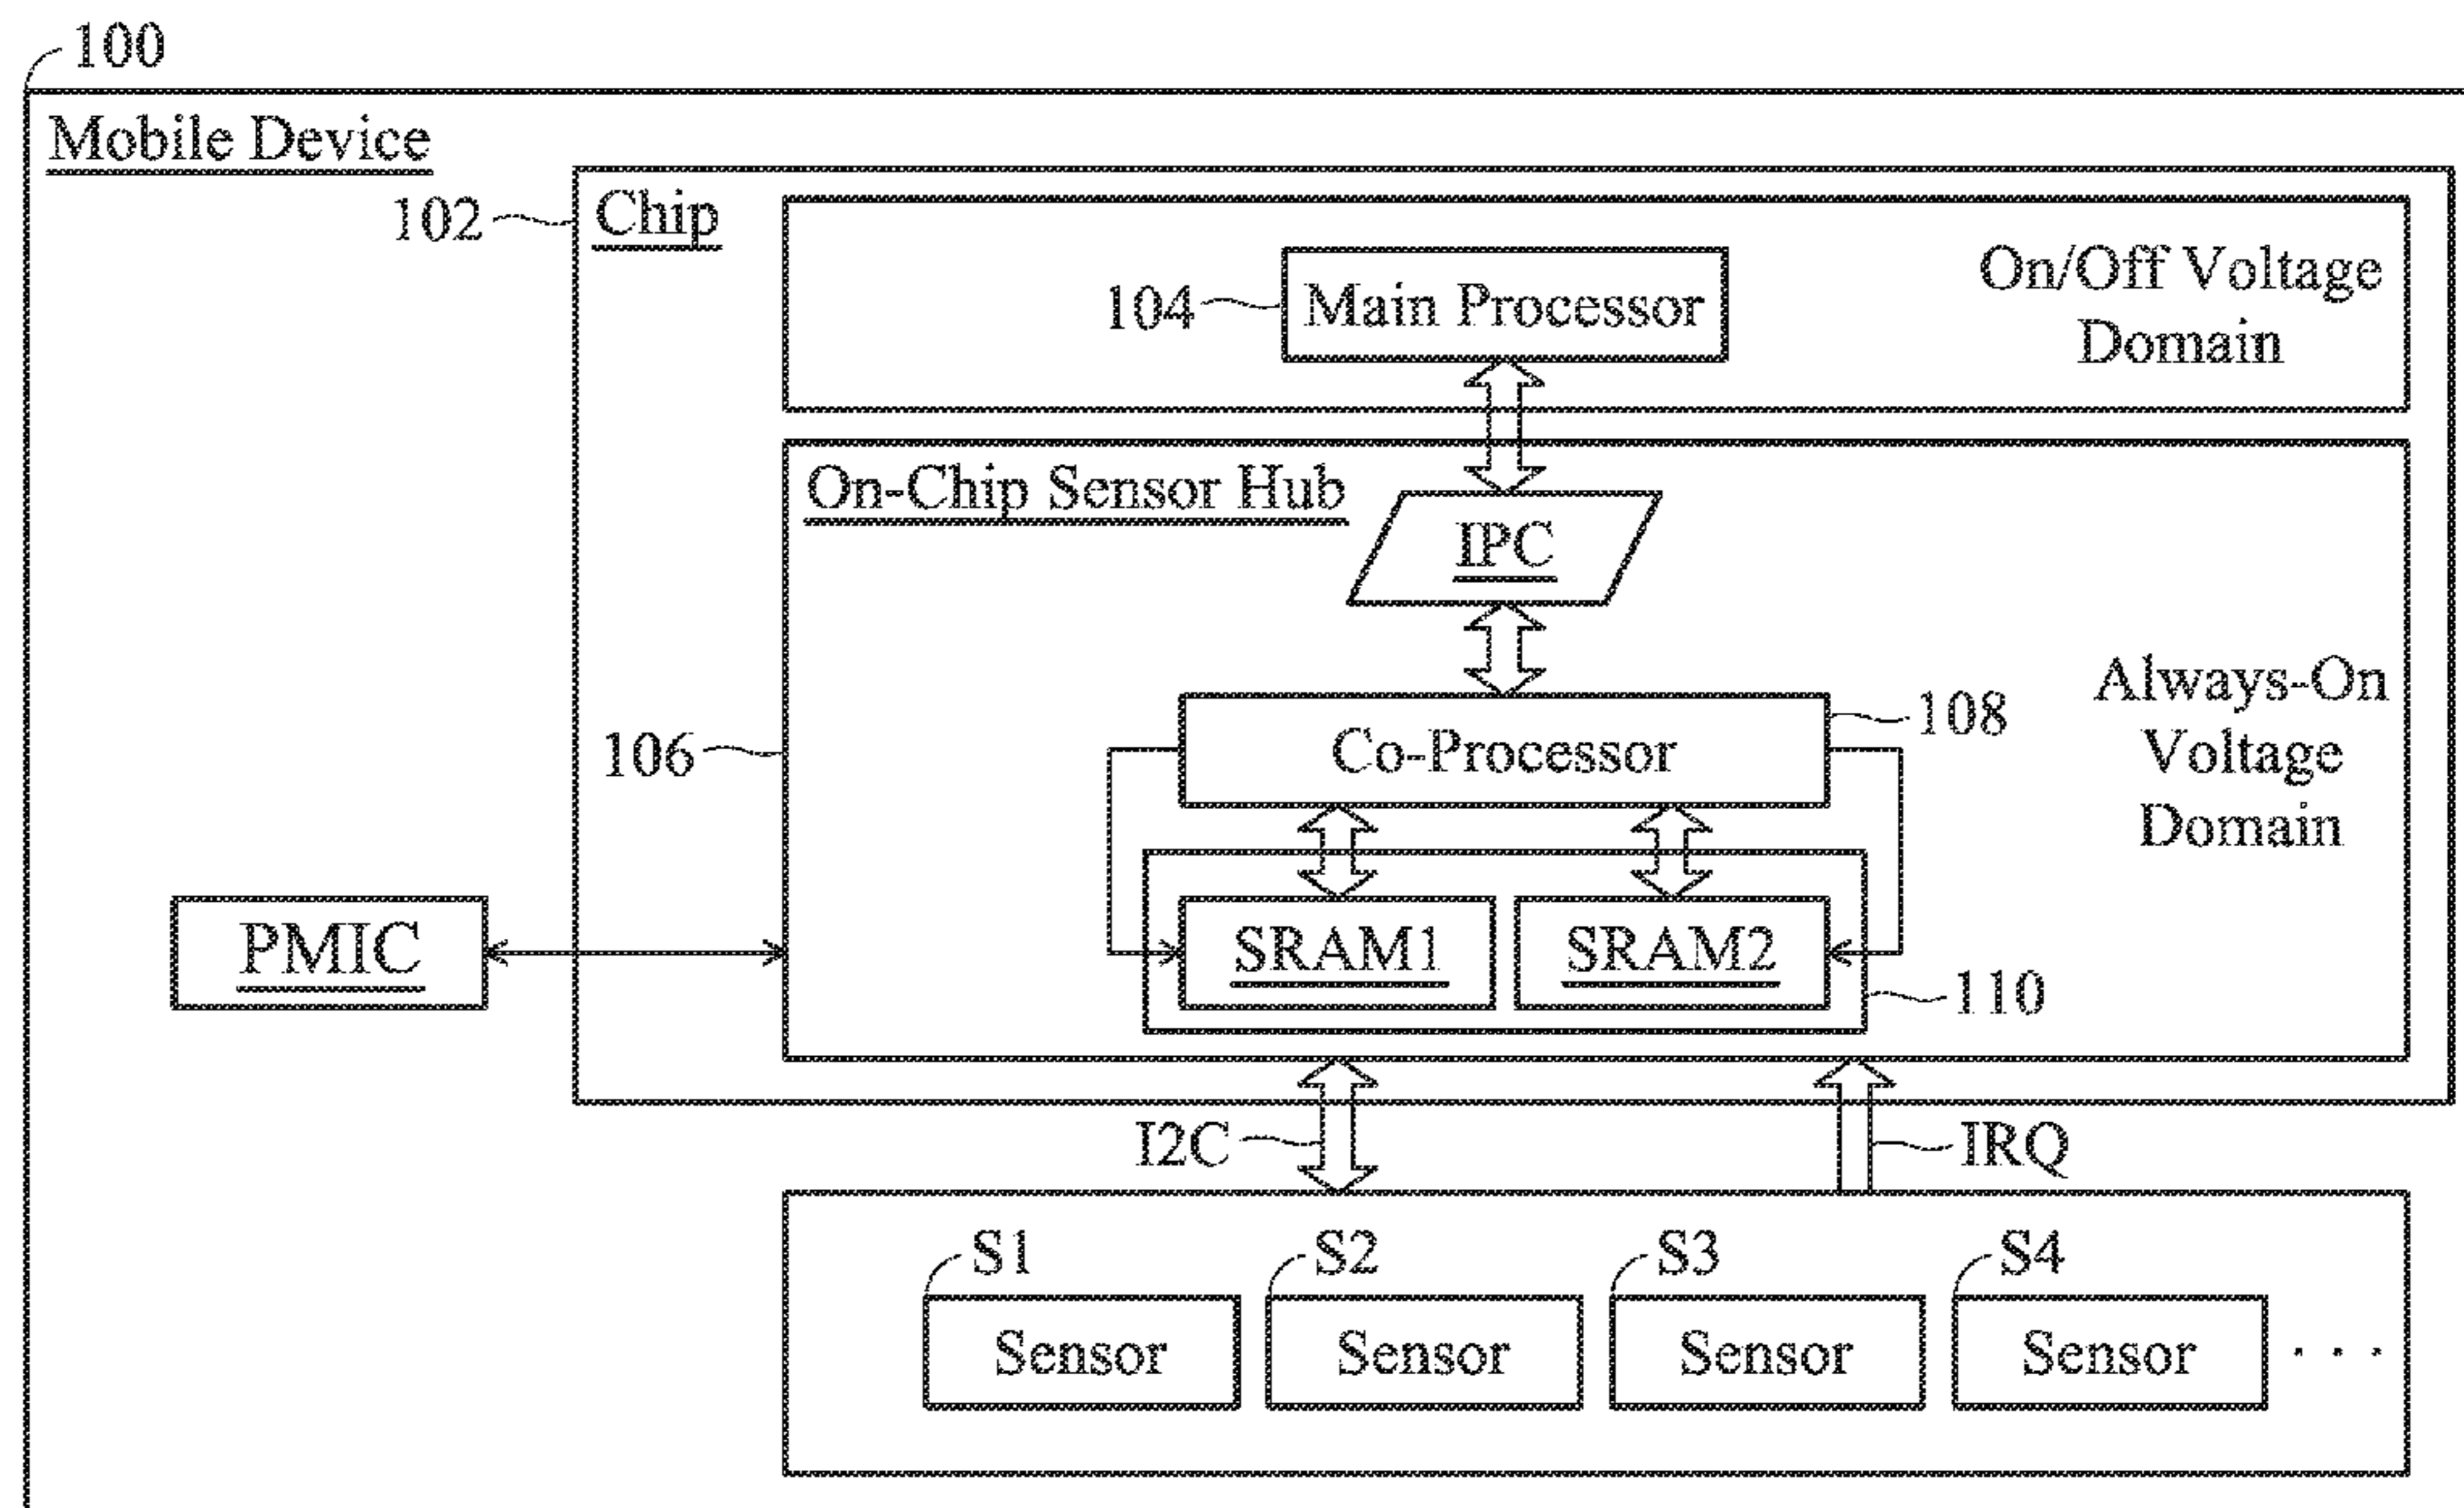 100
Mobile Device
102
Chip
On/Off Voltage
Domain
104
Main Processor
On-Chip Sensor Hub
IPC
Always-On
Voltage
Domain
106
Co-Processor
108
PMIC
SRAM1
SRAM2
110
I2C
IRQ
S1
S2
S3
S4
Sensor
Sensor
Sensor
Sensor
. . .